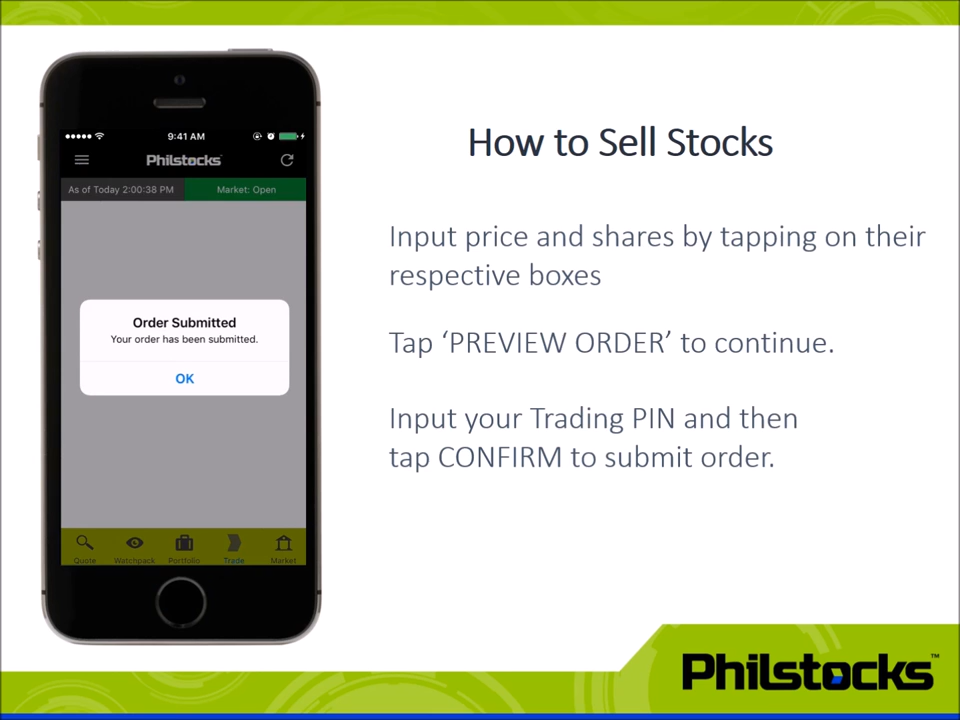 How to Sell Stocks
Input price and shares by tapping on their
respective boxes
Tap ‘PREVIEW ORDER’ to continue.
Input your Trading PIN and then
tap CONFIRM to submit order.
9:41 AM
Philstocks
As of Today 2:00:38 PM
Market: Open
Order Submitted
Your order has been submitted.
OK
Quote Watchpack Portfolio Trade Market
Philstocks™